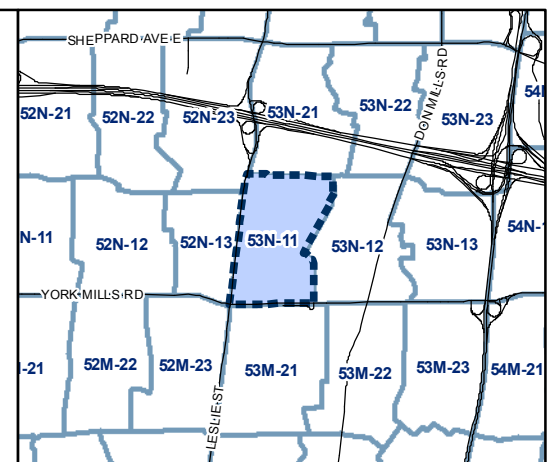 SHEPPARD AVE E
DON MILLS RD
52N-21
52N-22
52N-23
53N-21
53N-22
53N-23
54
N-11
52N-12
52N-13
53N-11
53N-12
53N-13
54N-1
YORK MILLS RD
-21
52M-22
52M-23
53M-21
53M-22
53M-23
54M-21
LESLIE ST